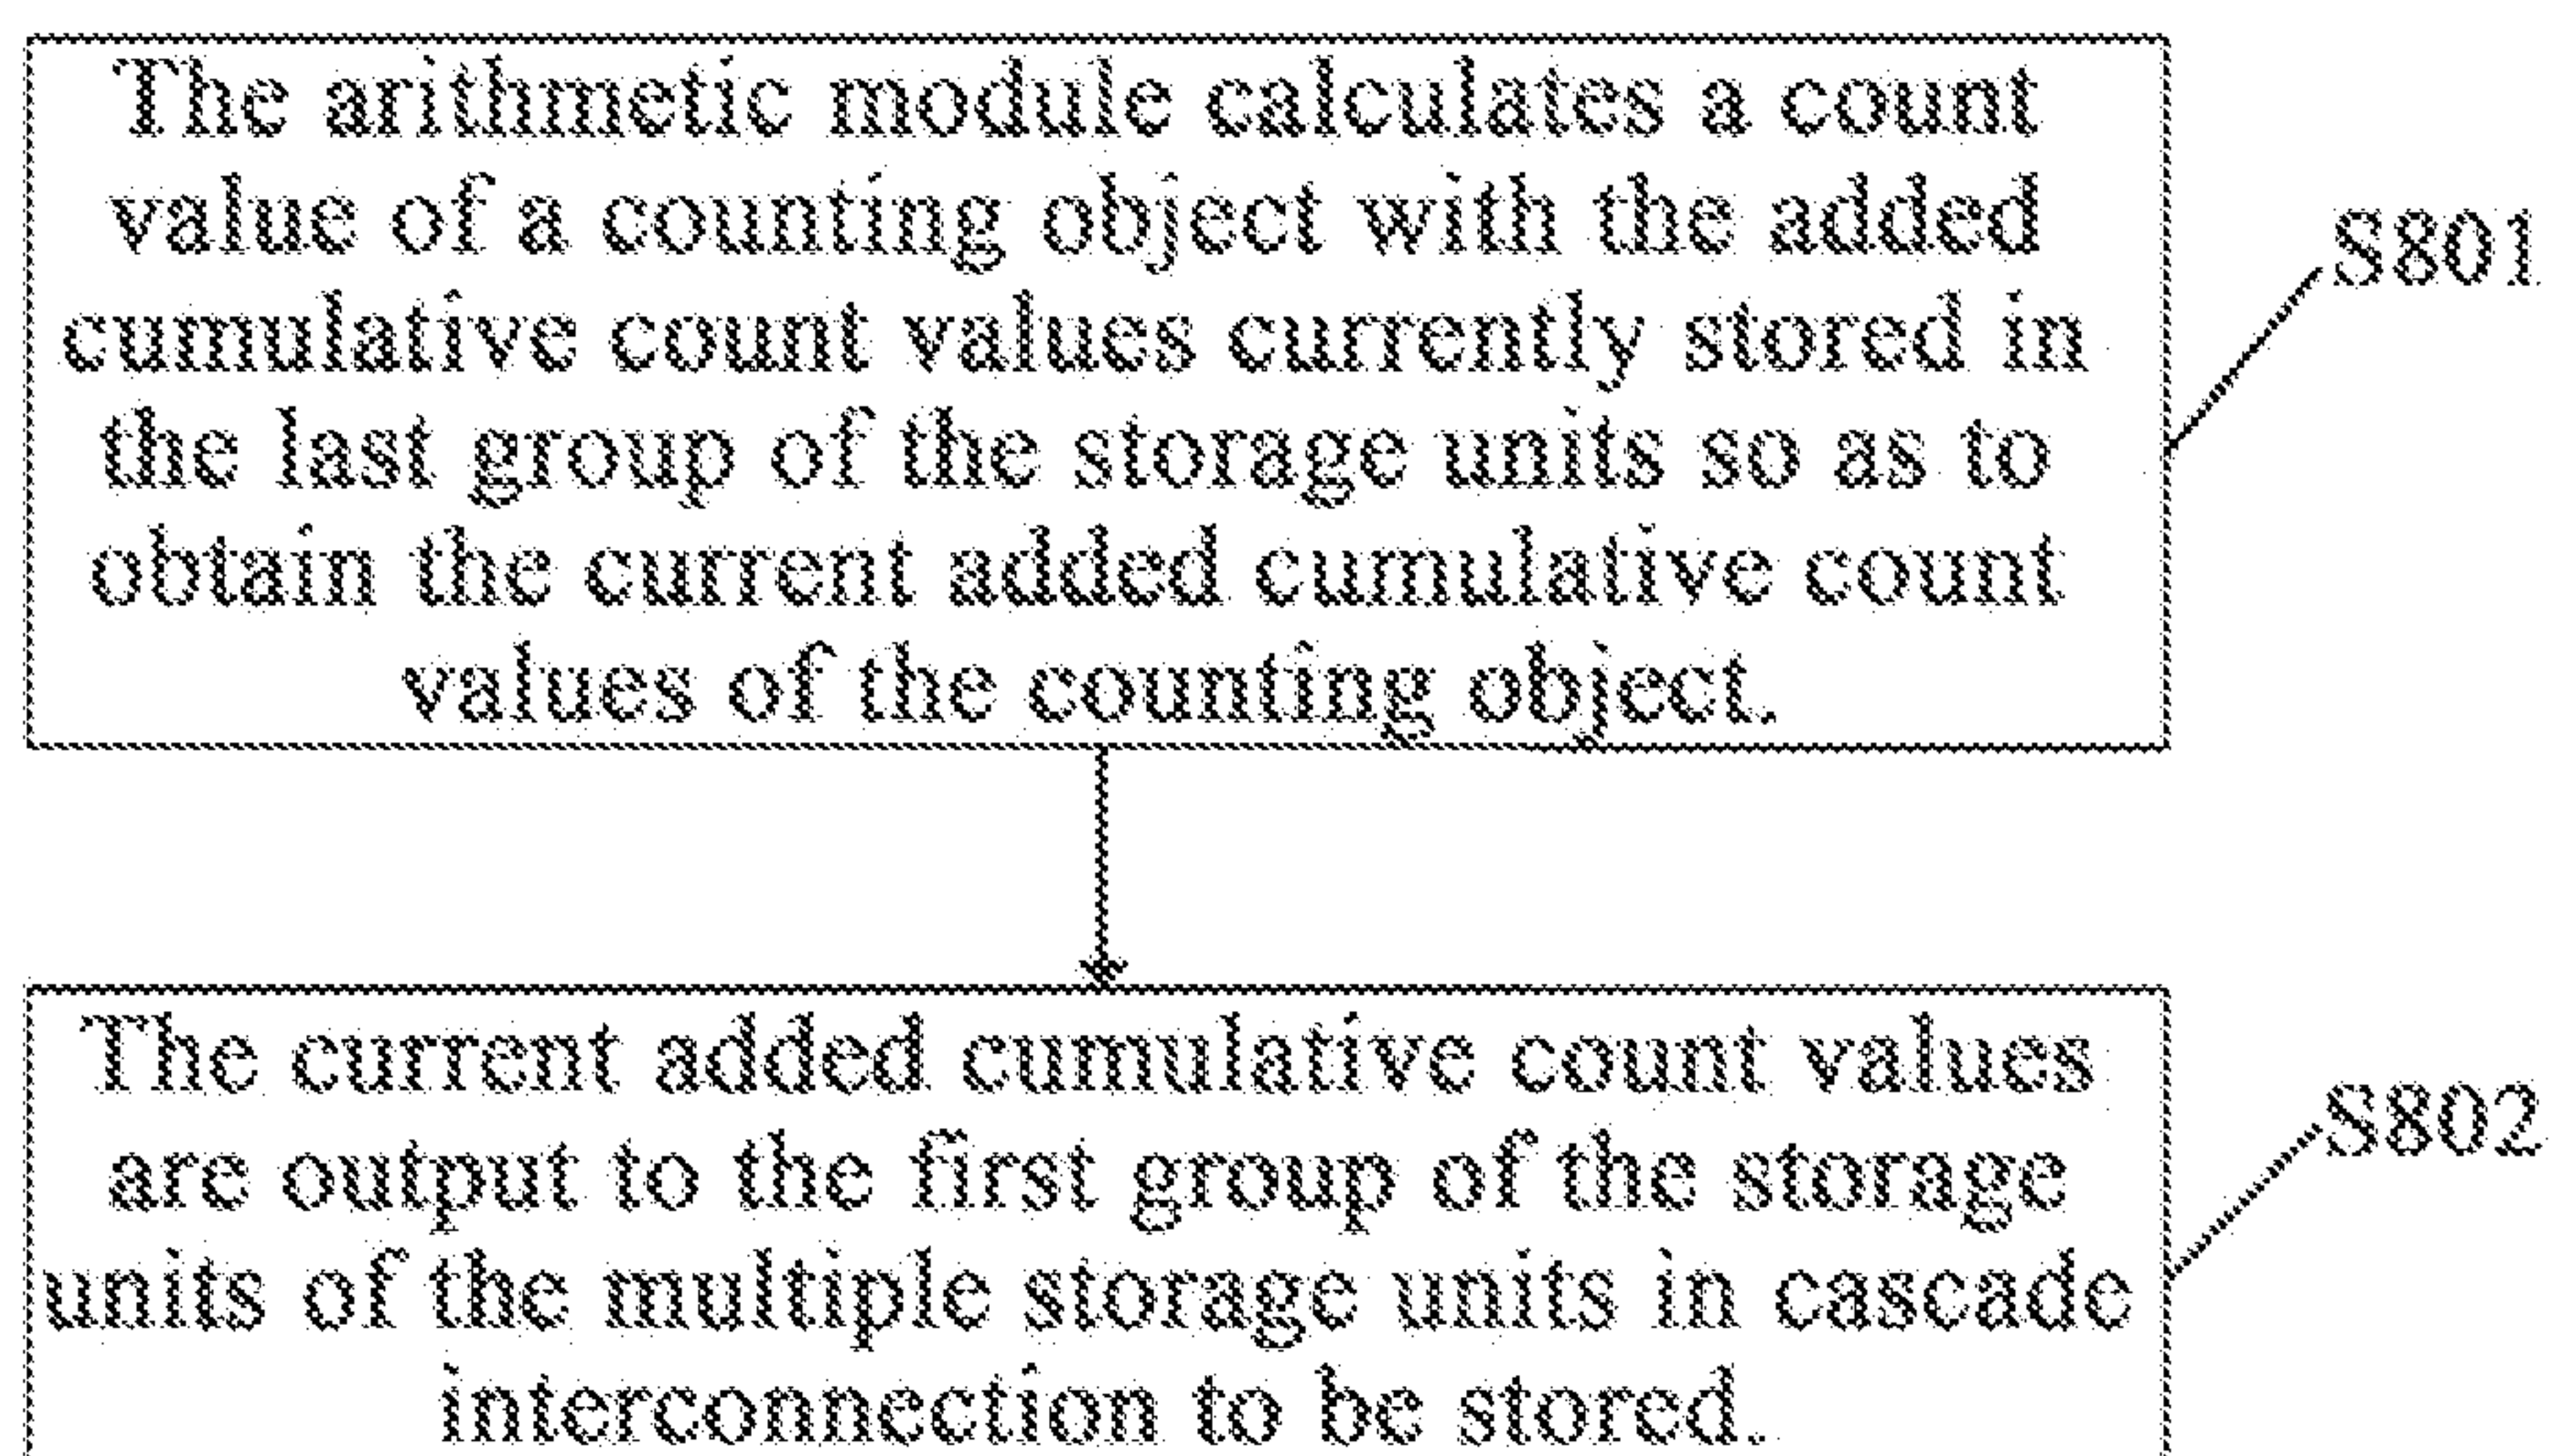 The arithmetic module calculates a count
value of a counting object with the added
cumulative count values currently stored in
the last group of the storage units so as to
obtain the current added cumulative count
values of the counting object.
S801
The current added cumulative count values
are output to the first group of the storage
units of the multiple storage units in cascade
interconnection to be stored.
S802